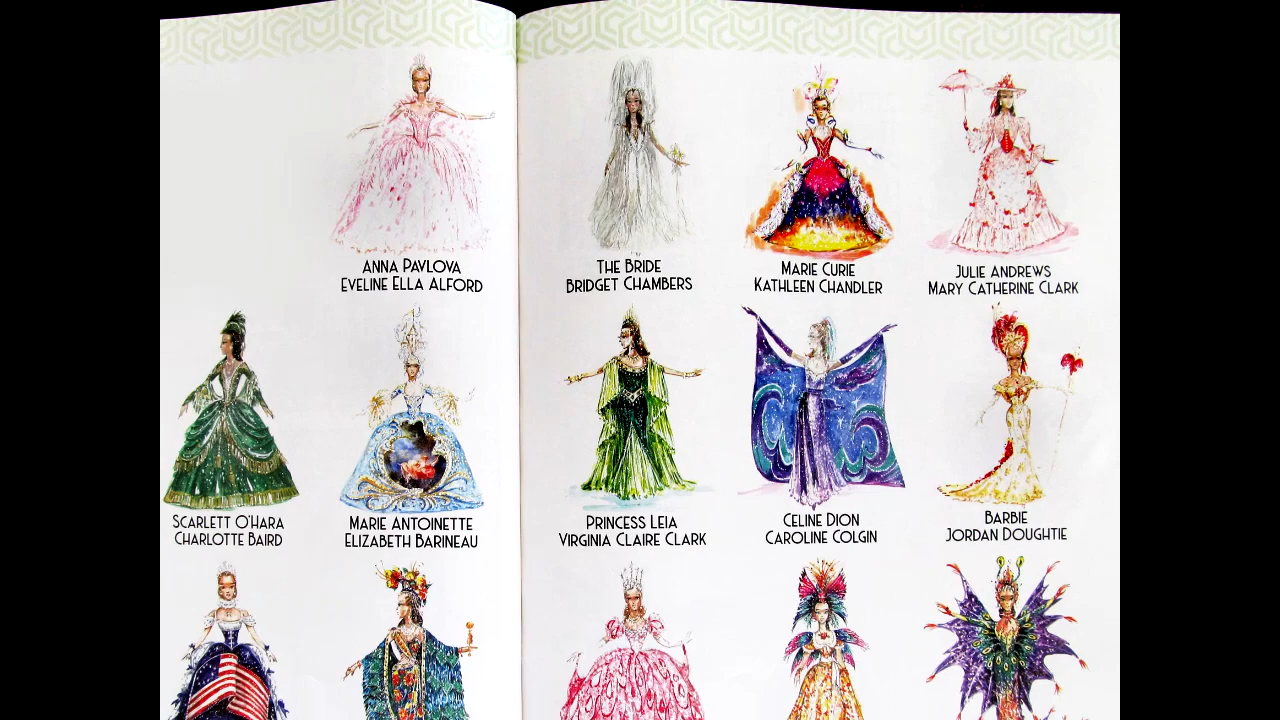 ANNA PAVLOVA
EVELINE ELLA ALFORD
SCARLETT O'HARA
CHARLOTTE BAIRD
MARIE ANTOINETTE
ELIZABETH BARINEAU
THE BRIDE
BRIDGET CHAMBERS
MARIE CURIE
KATHLEEN CHANDLER
JULIE ANDREWS
MARY CATHERINE CLARK
PRINCESS LEIA
VIRGINIA CLAIRE CLARK
CELINE DION
CAROLINE COLGIN
BARBIE
JORDAN DOUGHTIE